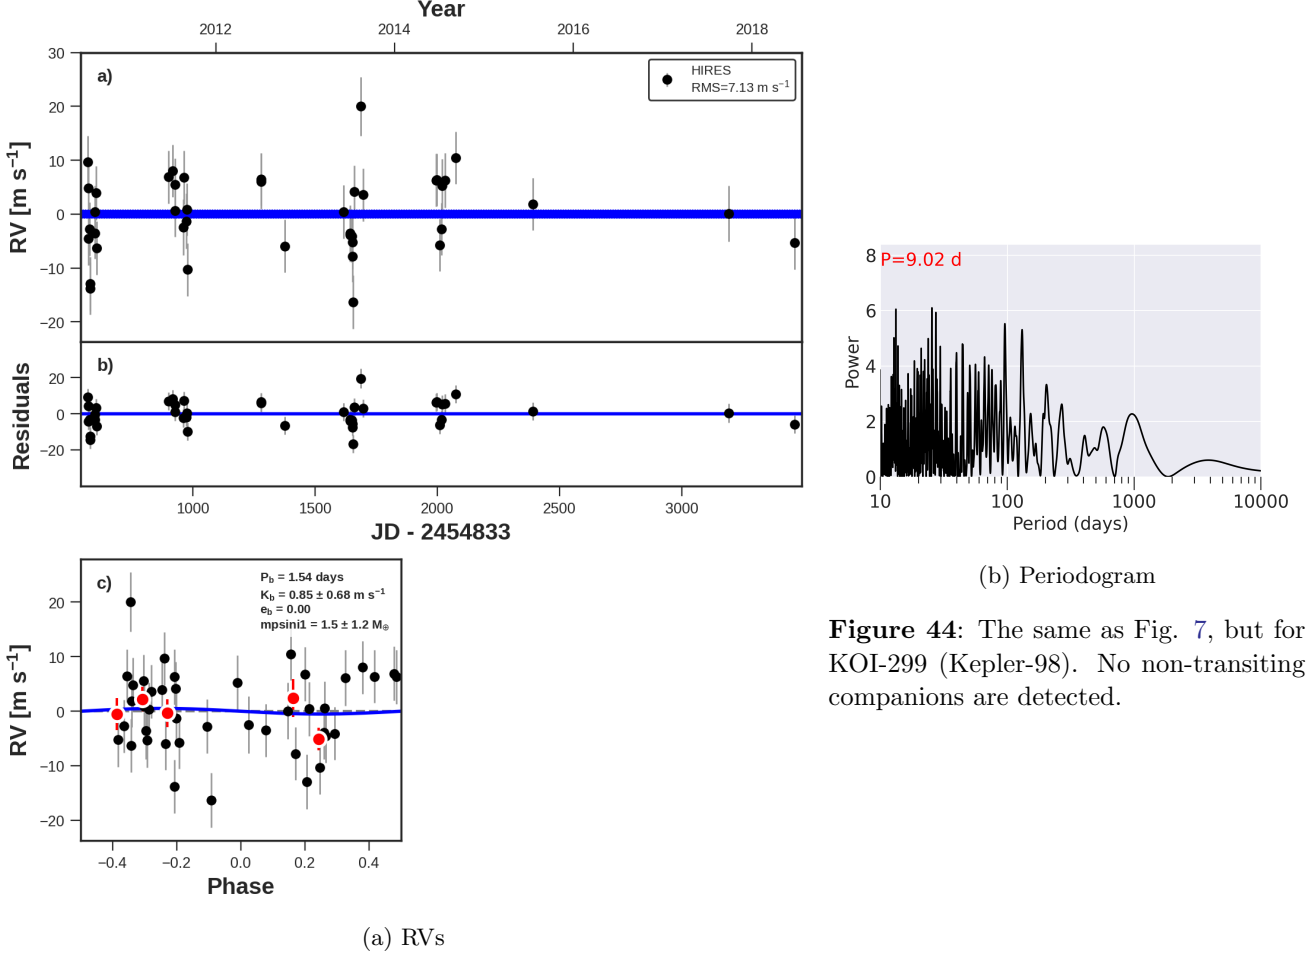 Year
2012 2014 2016 2018
a)
HIRES
RMS=7.13 m s⁻¹
30
20
10
0
−10
−20
RV [m s⁻¹]
b)
20
0
−20
Residuals
1000 1500 2000 2500 3000
JD - 2454833
c)
P_b = 1.54 days
K_b = 0.85 ± 0.68 m s⁻¹
e_b = 0.00
mpsini1 = 1.5 ± 1.2 M⊕
20
10
0
−10
−20
RV [m s⁻¹]
−0.4 −0.2 0.0 0.2 0.4
Phase
(a) RVs
P=9.02 d
8
6
4
2
0
Power
10 100 1000 10000
Period (days)
(b) Periodogram
Figure 44: The same as Fig. 7, but for
KOI-299 (Kepler-98). No non-transiting
companions are detected.